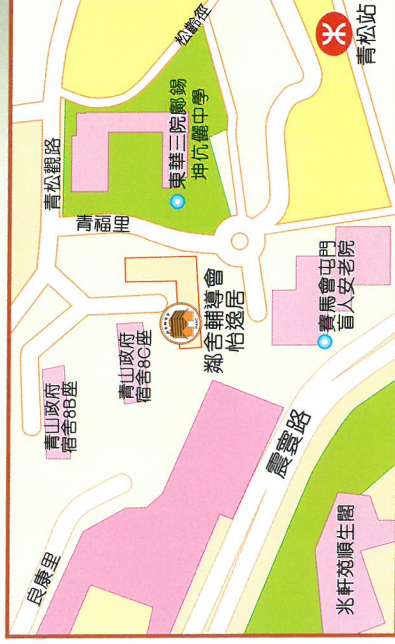 良康里
青松觀路
青山政府
宿舍8B座
青福里
青山政府
宿舍8C座
松齡徑
東華三院鄺錫
坤伉儷中學
鄰舍輔導會
怡逸居
震寰路
賽馬會屯門
盲人安老院
兆軒苑順生閣
青松站